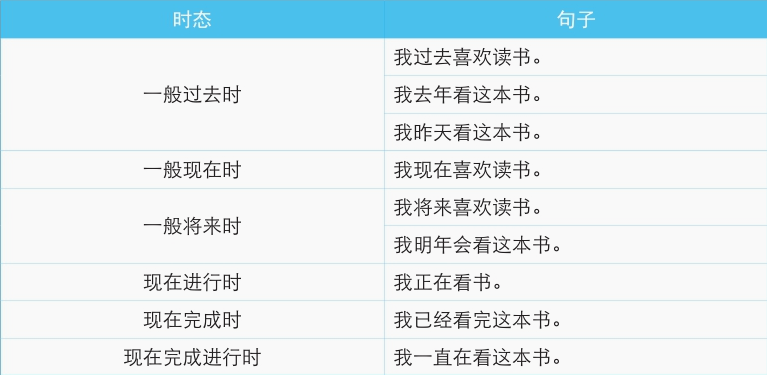 时态 句子
一般过去时 我过去喜欢读书。
我去年看这本书。
我昨天看这本书。
一般现在时 我现在喜欢读书。
一般将来时 我将来喜欢读书。
我明年会看这本书。
现在进行时 我正在看书。
现在完成时 我已经看完这本书。
现在完成进行时 我一直在看这本书。